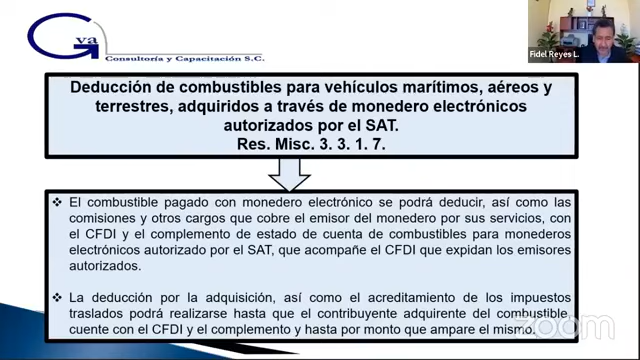 Gva
Consultoría y Capacitación S.C.
Fidel Reyes L.
Deducción de combustibles para vehículos marítimos, aéreos y
terrestres, adquiridos a través de monedero electrónicos
autorizados por el SAT.
Res. Misc. 3. 3. 1. 7.
❖ El combustible pagado con monedero electrónico se podrá deducir, así como las
comisiones y otros cargos que cobre el emisor del monedero por sus servicios, con
el CFDI y el complemento de estado de cuenta de combustibles para monederos
electrónicos autorizado por el SAT, que acompañe el CFDI que expidan los emisores
autorizados.
❖ La deducción por la adquisición, así como el acreditamiento de los impuestos
traslados podrá realizarse hasta que el contribuyente adquirente del combustible
cuente con el CFDI y el complemento y hasta por monto que ampare el mismo.
zoom